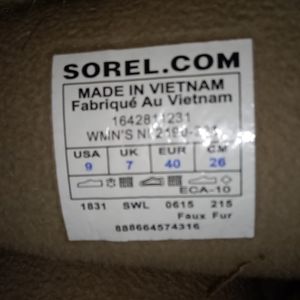 SOREL.COM
MADE IN VIETNAM
Fabriqué Au Vietnam
WMN'S
USA UK EUR CM
9 7 40 26
ECA-10
1831 SWL 0615 215
Faux Fur
888664574316